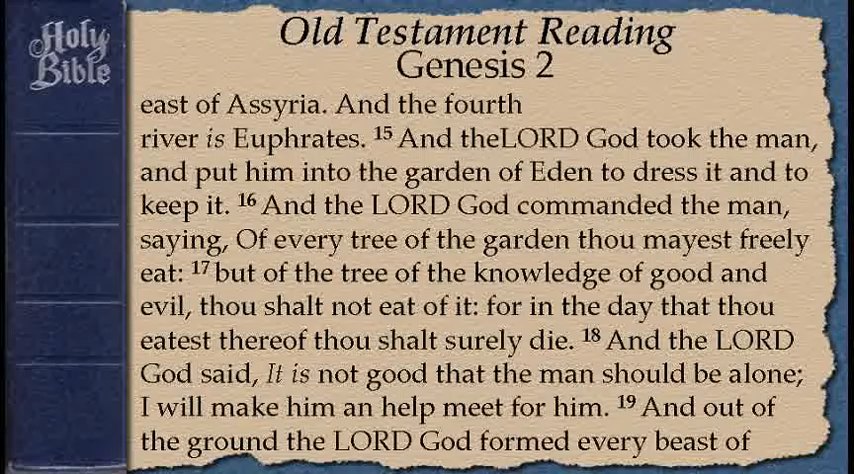 Holy
Bible
Old Testament Reading
Genesis 2
east of Assyria. And the fourth
river is Euphrates. 15 And theLORD God took the man,
and put him into the garden of Eden to dress it and to
keep it. 16 And the LORD God commanded the man,
saying, Of every tree of the garden thou mayest freely
eat: 17 but of the tree of the knowledge of good and
evil, thou shalt not eat of it: for in the day that thou
eatest thereof thou shalt surely die. 18 And the LORD
God said, It is not good that the man should be alone;
I will make him an help meet for him. 19 And out of
the ground the LORD God formed every beast of